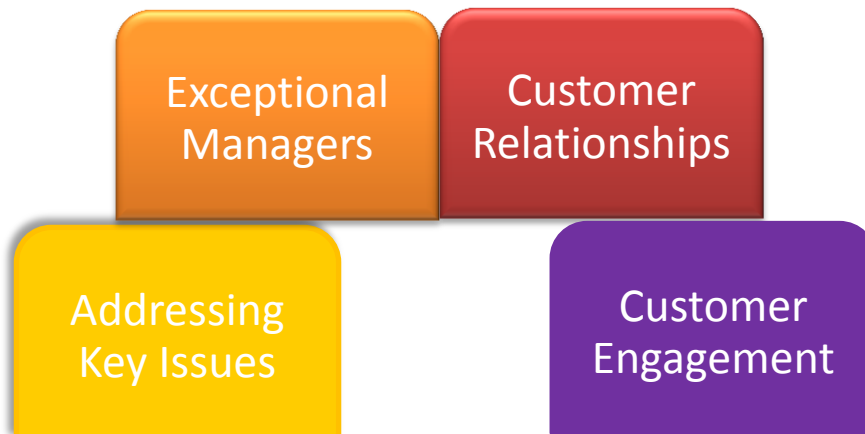 Exceptional
Managers
Customer
Relationships
Addressing
Key Issues
Customer
Engagement